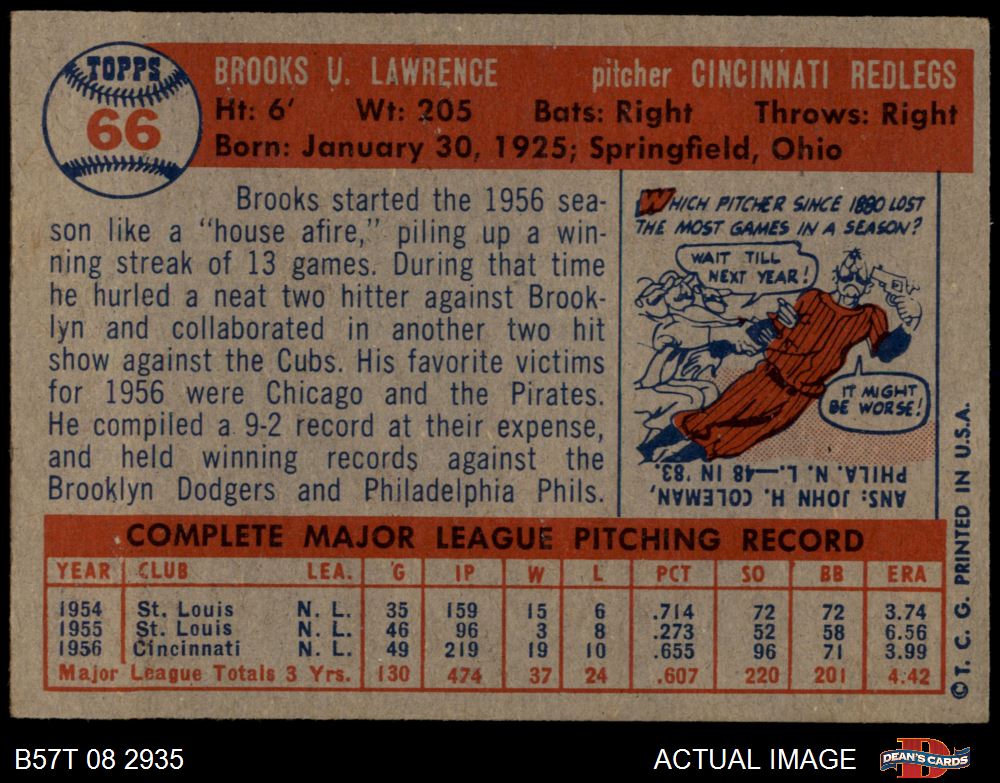 TOPPS
66
BROOKS U. LAWRENCE pitcher CINCINNATI REDLEGS
Ht: 6' Wt: 205 Bats: Right Throws: Right
Born: January 30, 1925; Springfield, Ohio
Brooks started the 1956 sea-
son like a "house afire," piling up a win-
ning streak of 13 games. During that time
he hurled a neat two hitter against Brook-
lyn and collaborated in another two hit
show against the Cubs. His favorite victims
for 1956 were Chicago and the Pirates.
He compiled a 9-2 record at their expense,
and held winning records against the
Brooklyn Dodgers and Philadelphia Phils.
WHICH PITCHER SINCE 1880 LOST
THE MOST GAMES IN A SEASON?
WAIT TILL
NEXT YEAR!
IT MIGHT
BE WORSE!
ANS: JOHN H. COLEMAN,
PHILA. N. L.—48 IN '83.
COMPLETE MAJOR LEAGUE PITCHING RECORD
YEAR CLUB LEA. G IP W L PCT SO BB ERA
1954 St. Louis N. L. 35 159 15 6 .714 72 72 3.74
1955 St. Louis N. L. 46 96 3 8 .273 52 58 6.56
1956 Cincinnati N. L. 49 219 19 10 .655 96 71 3.99
Major League Totals 3 Yrs. 130 474 37 24 .607 220 201 4.42
© T. C. G. PRINTED IN U.S.A.
B57T 08 2935 ACTUAL IMAGE DEAN'S CARDS